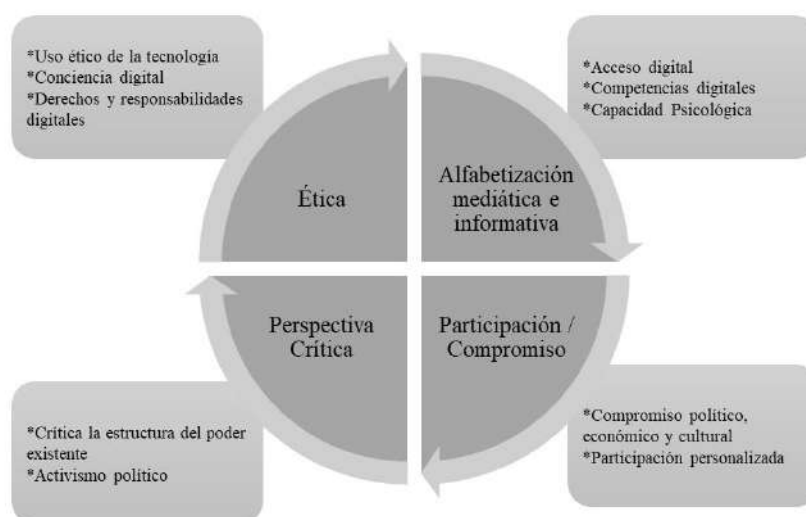 *Uso ético de la tecnología
*Conciencia digital
*Derechos y responsabilidades
digitales
*Acceso digital
*Competencias digitales
*Capacidad Psicológica
Ética
Alfabetización
mediática e
informativa
Perspectiva
Crítica
Participación /
Compromiso
*Crítica la estructura del poder
existente
*Activismo político
*Compromiso político,
económico y cultural
*Participación personalizada